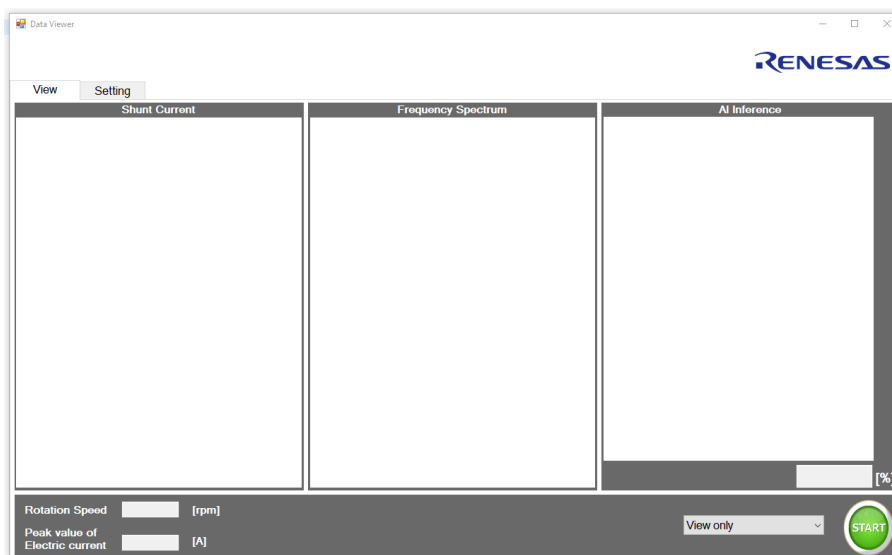 Data Viewer
RENESAS
View
Setting
Shunt Current
Frequency Spectrum
AI Inference
[%]
Rotation Speed
[rpm]
Peak value of
Electric current
[A]
View only
START